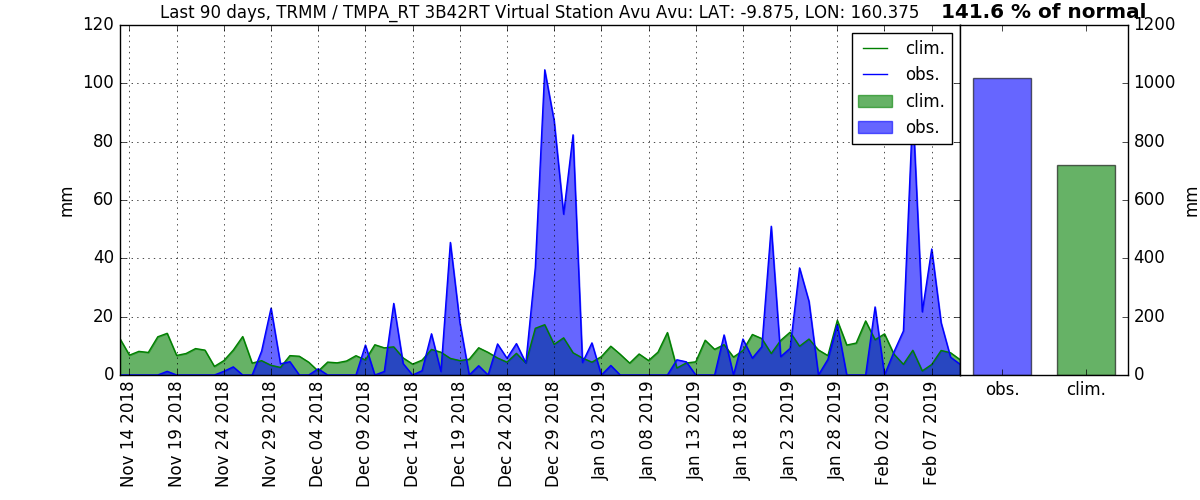 Last 90 days, TRMM / TMPA_RT 3B42RT Virtual Station Avu Avu: LAT: -9.875, LON: 160.375
141.6 % of normal
120
100
80
60
40
20
0
mm
clim.
obs.
clim.
obs.
1200
1000
800
600
400
200
0
mm
Nov 14 2018
Nov 19 2018
Nov 24 2018
Nov 29 2018
Dec 04 2018
Dec 09 2018
Dec 14 2018
Dec 19 2018
Dec 24 2018
Dec 29 2018
Jan 03 2019
Jan 08 2019
Jan 13 2019
Jan 18 2019
Jan 23 2019
Jan 28 2019
Feb 02 2019
Feb 07 2019
obs.
clim.